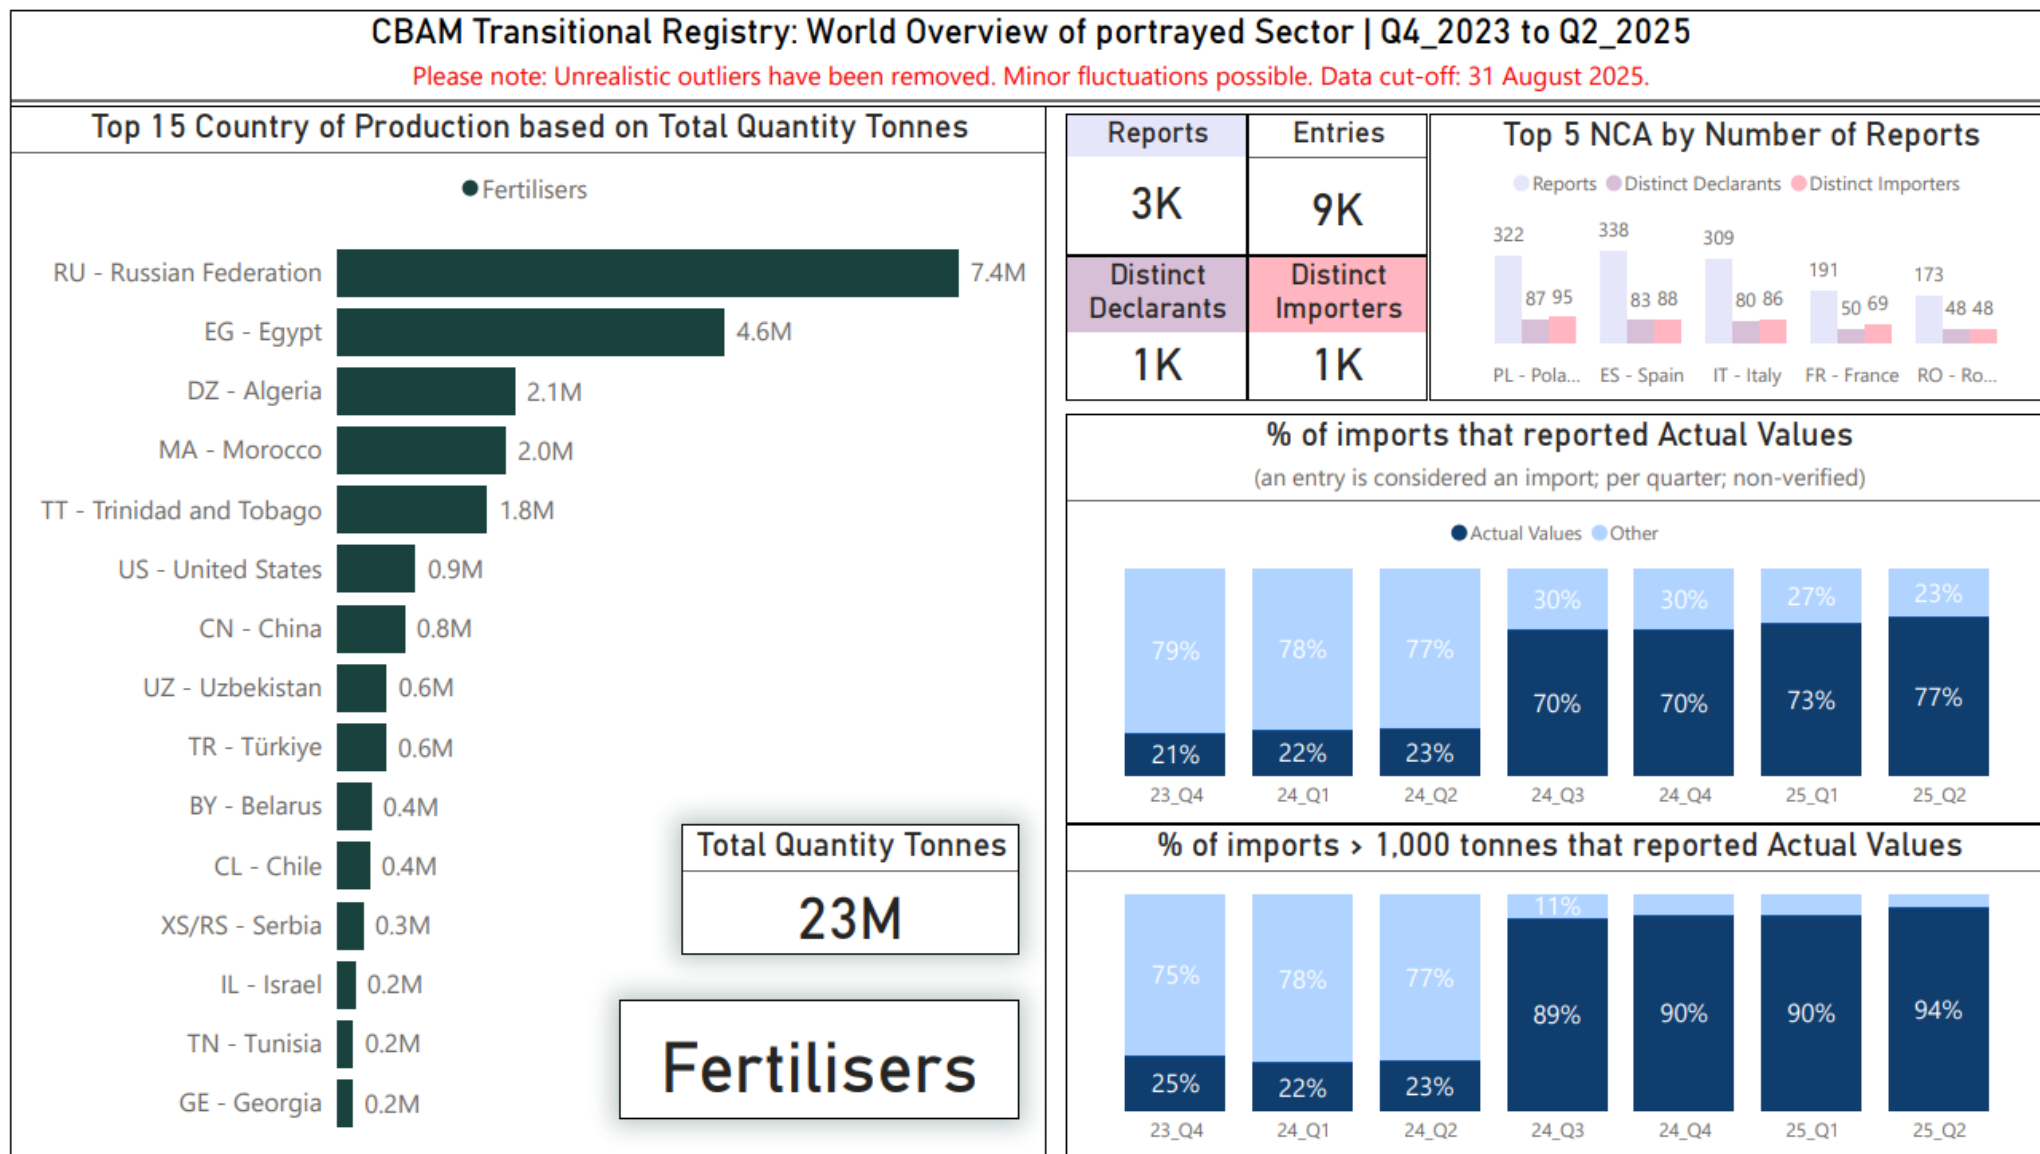 CBAM Transitional Registry: World Overview of portrayed Sector | Q4_2023 to Q2_2025
Please note: Unrealistic outliers have been removed. Minor fluctuations possible. Data cut-off: 31 August 2025.
Top 15 Country of Production based on Total Quantity Tonnes
Fertilisers
RU - Russian Federation 7.4M
EG - Egypt 4.6M
DZ - Algeria 2.1M
MA - Morocco 2.0M
TT - Trinidad and Tobago 1.8M
US - United States 0.9M
CN - China 0.8M
UZ - Uzbekistan 0.6M
TR - Türkiye 0.6M
BY - Belarus 0.4M
CL - Chile 0.4M
XS/RS - Serbia 0.3M
IL - Israel 0.2M
TN - Tunisia 0.2M
GE - Georgia 0.2M
Total Quantity Tonnes
23M
Fertilisers
Reports
3K
Entries
9K
Distinct
Declarants
1K
Distinct
Importers
1K
Top 5 NCA by Number of Reports
Reports Distinct Declarants Distinct Importers
322 87 95
338 83 88
309 80 86
191 50 69
173 48 48
PL - Pola... ES - Spain IT - Italy FR - France RO - Ro...
% of imports that reported Actual Values
(an entry is considered an import; per quarter; non-verified)
Actual Values Other
79% 78% 77% 30% 30% 27% 23%
21% 22% 23% 70% 70% 73% 77%
23_Q4 24_Q1 24_Q2 24_Q3 24_Q4 25_Q1 25_Q2
% of imports > 1,000 tonnes that reported Actual Values
75% 78% 77% 11%
25% 22% 23% 89% 90% 90% 94%
23_Q4 24_Q1 24_Q2 24_Q3 24_Q4 25_Q1 25_Q2